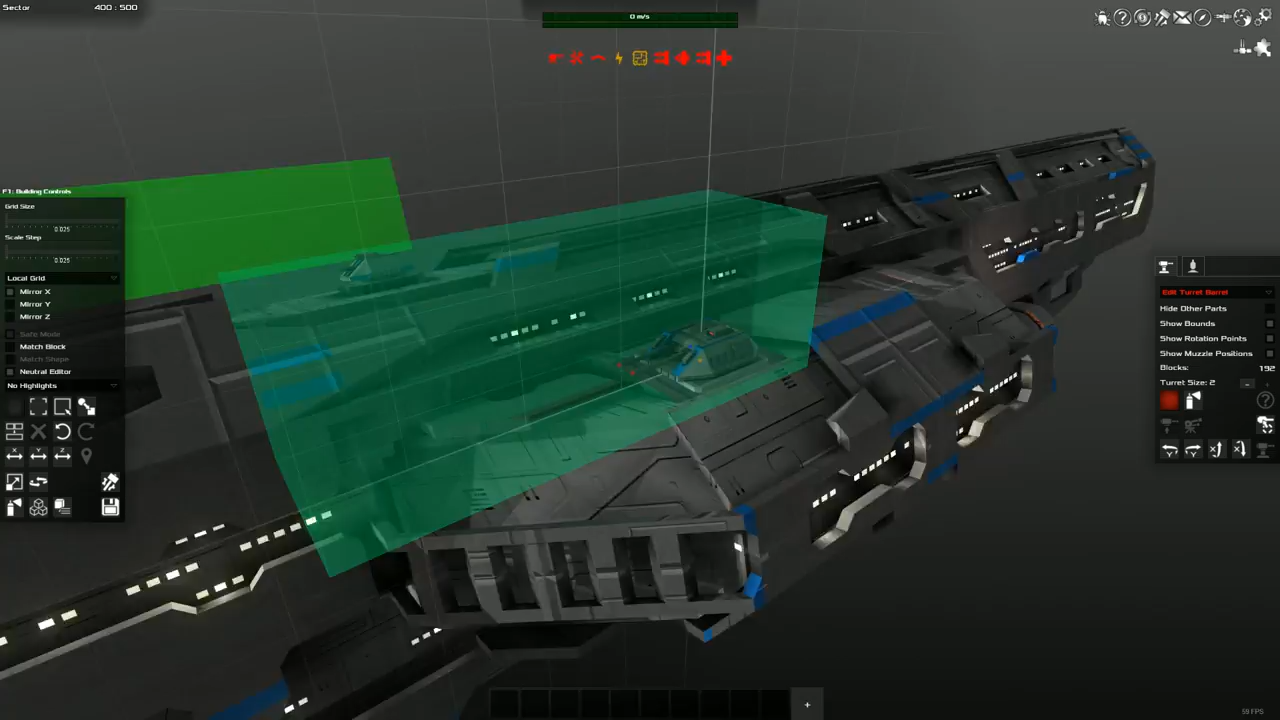 Sector 400 : 500
0 m/s
F1: Building Controls
Grid Size
0.025
Scale Step
0.025
Local Grid
Mirror X
Mirror Y
Mirror Z
Safe Mode
Match Block
Match Shape
Neutral Editor
No Highlights
Edit Turret Barrel
Hide Other Parts
Show Bounds
Show Rotation Points
Show Muzzle Positions
Blocks: 192
Turret Size: 2
-
+
59 FPS